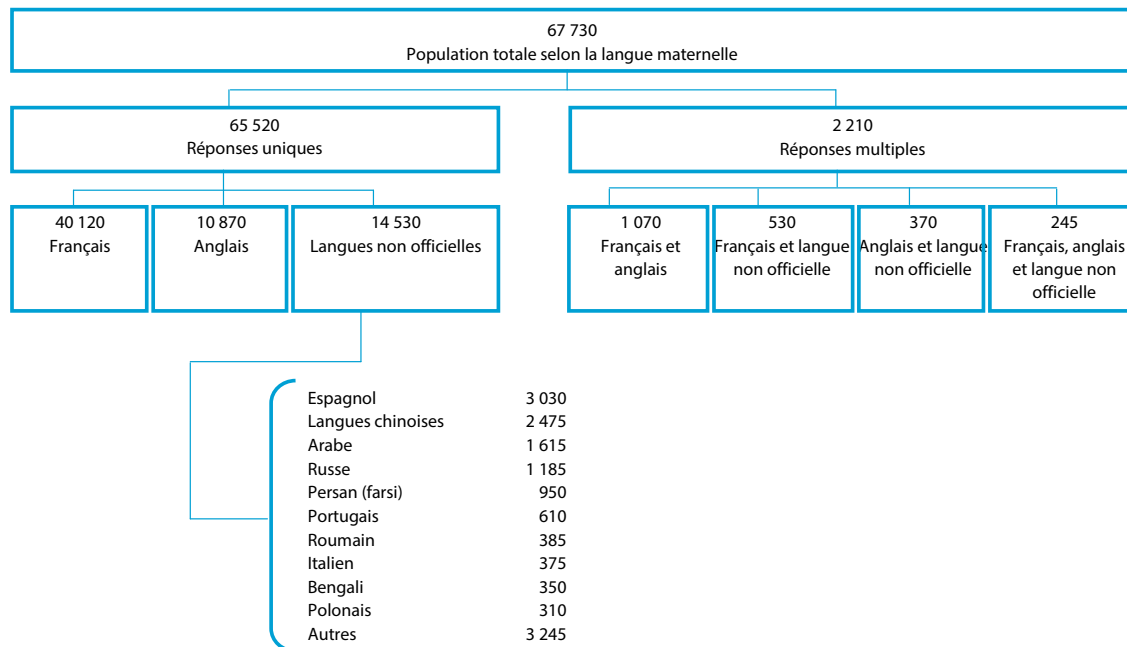 67 730
Population totale selon la langue maternelle
65 520
Réponses uniques
2 210
Réponses multiples
40 120
Français
10 870
Anglais
14 530
Langues non officielles
1 070
Français et
anglais
530
Français et langue
non officielle
370
Anglais et langue
non officielle
245
Français, anglais
et langue non
officielle
Espagnol 3 030
Langues chinoises 2 475
Arabe 1 615
Russe 1 185
Persan (farsi) 950
Portugais 610
Roumain 385
Italien 375
Bengali 350
Polonais 310
Autres 3 245